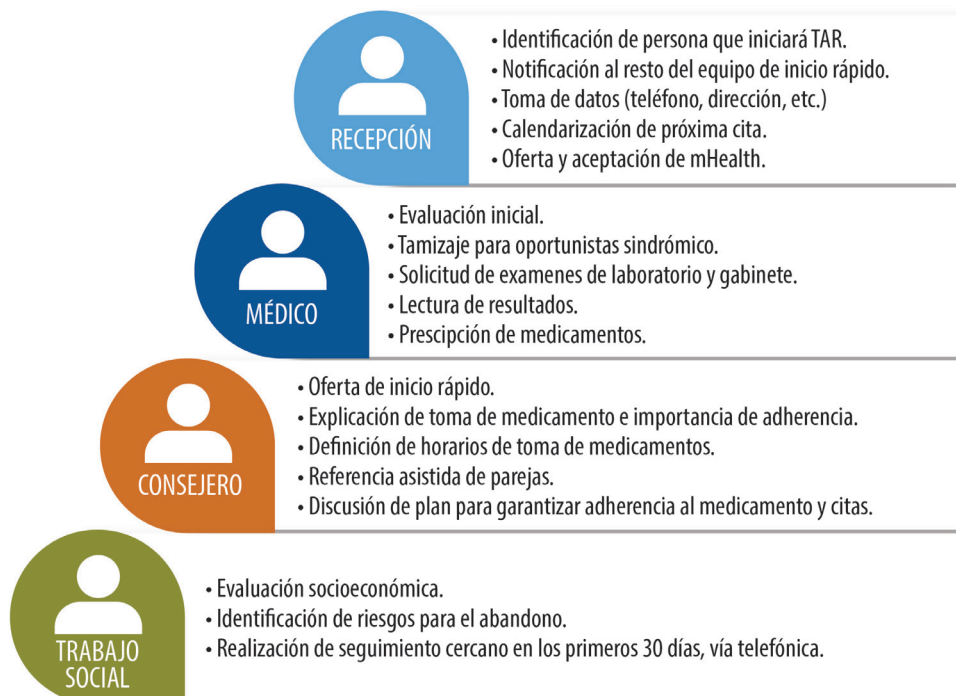 RECEPCIÓN
• Identificación de persona que iniciará TAR.
• Notificación al resto del equipo de inicio rápido.
• Toma de datos (teléfono, dirección, etc.)
• Calendarización de próxima cita.
• Oferta y aceptación de mHealth.
MÉDICO
• Evaluación inicial.
• Tamizaje para oportunistas sindrómico.
• Solicitud de examenes de laboratorio y gabinete.
• Lectura de resultados.
• Prescipción de medicamentos.
CONSEJERO
• Oferta de inicio rápido.
• Explicación de toma de medicamento e importancia de adherencia.
• Definición de horarios de toma de medicamentos.
• Referencia asistida de parejas.
• Discusión de plan para garantizar adherencia al medicamento y citas.
TRABAJO
SOCIAL
• Evaluación socioeconómica.
• Identificación de riesgos para el abandono.
• Realización de seguimiento cercano en los primeros 30 días, vía telefónica.